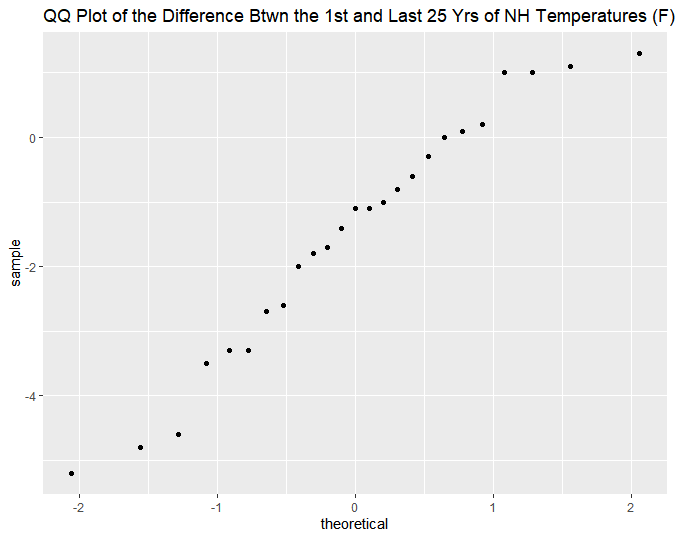 QQ Plot of the Difference Btwn the 1st and Last 25 Yrs of NH Temperatures (F)
0
-2
-4
sample
-2
-1
0
1
2
theoretical